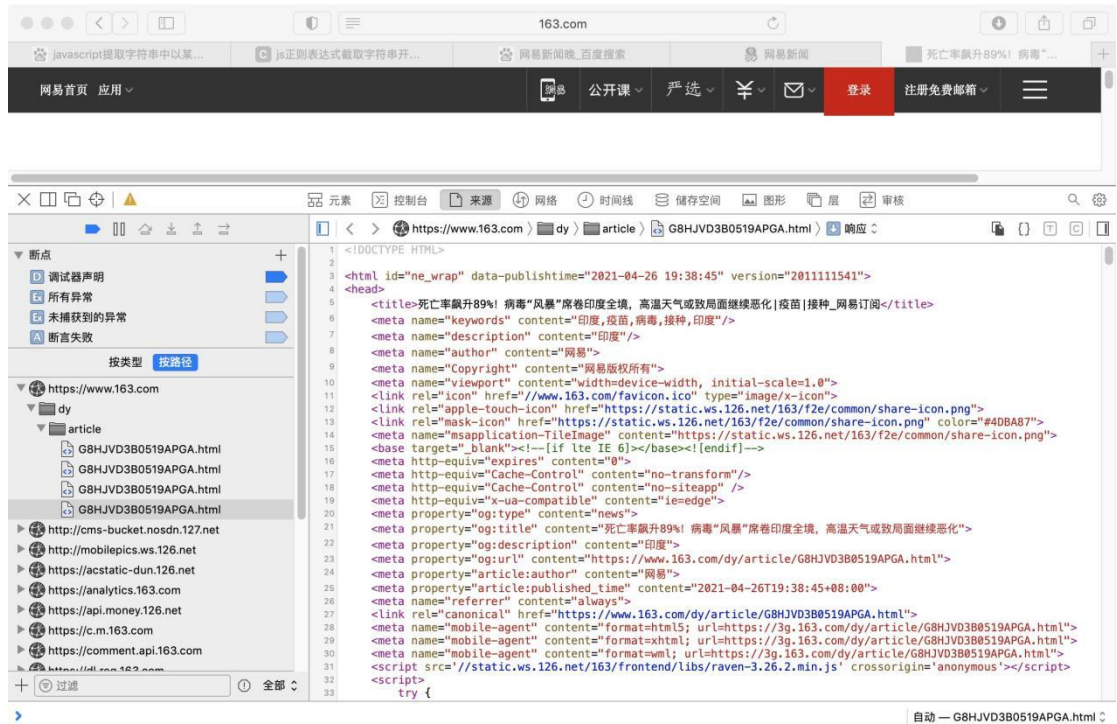 163.com
javascript提取字符串中以某...
js正则表达式截取字符串开...
网易新闻晚_百度搜索
网易新闻
死亡率飙升89%！病毒“...
网易首页 应用
公开课 严选 ¥ 登录 注册免费邮箱
元素 控制台 来源 网络 时间线 储存空间 图形 层 审核
https://www.163.com 〉 dy 〉 article 〉 G8HJVD3B0519APGA.html 〉 响应
断点
调试器声明
所有异常
未捕获到的异常
断言失败
按类型 按路径
https://www.163.com
dy
article
G8HJVD3B0519APGA.html
G8HJVD3B0519APGA.html
G8HJVD3B0519APGA.html
G8HJVD3B0519APGA.html
http://cms-bucket.nosdn.127.net
http://mobilepics.ws.126.net
https://acstatic-dun.126.net
https://analytics.163.com
https://api.money.126.net
https://c.m.163.com
https://comment.api.163.com
过滤
全部
1 <!DOCTYPE HTML>
2
3 <html id="ne_wrap" data-publishtime="2021-04-26 19:38:45" version="2011111541">
4 <head>
5 <title>死亡率飙升89%！病毒“风暴”席卷印度全境，高温天气或致局面继续恶化|疫苗|接种_网易订阅</title>
6 <meta name="keywords" content="印度,疫苗,病毒,接种,印度"/>
7 <meta name="description" content="印度"/>
8 <meta name="author" content="网易">
9 <meta name="Copyright" content="网易版权所有">
10 <meta name="viewport" content="width=device-width, initial-scale=1.0">
11 <link rel="icon" href="//www.163.com/favicon.ico" type="image/x-icon">
12 <link rel="apple-touch-icon" href="https://static.ws.126.net/163/f2e/common/share-icon.png">
13 <link rel="mask-icon" href="https://static.ws.126.net/163/f2e/common/share-icon.png" color="#4DBA87">
14 <meta name="msapplication-TileImage" content="https://static.ws.126.net/163/f2e/common/share-icon.png">
15 <base target="_blank"><!--[if lte IE 6]></base><![endif]-->
16 <meta http-equiv="expires" content="0">
17 <meta http-equiv="Cache-Control" content="no-transform"/>
18 <meta http-equiv="Cache-Control" content="no-siteapp" />
19 <meta http-equiv="x-ua-compatible" content="ie=edge">
20 <meta property="og:type" content="news">
21 <meta property="og:title" content="死亡率飙升89%！病毒“风暴”席卷印度全境，高温天气或致局面继续恶化">
22 <meta property="og:description" content="印度">
23 <meta property="og:url" content="https://www.163.com/dy/article/G8HJVD3B0519APGA.html">
24 <meta property="article:author" content="网易">
25 <meta property="article:published_time" content="2021-04-26T19:38:45+08:00">
26 <meta name="referrer" content="always">
27 <link rel="canonical" href="https://www.163.com/dy/article/G8HJVD3B0519APGA.html">
28 <meta name="mobile-agent" content="format=html5; url=https://3g.163.com/dy/article/G8HJVD3B0519APGA.html">
29 <meta name="mobile-agent" content="format=xhtml; url=https://3g.163.com/dy/article/G8HJVD3B0519APGA.html">
30 <meta name="mobile-agent" content="format=wml; url=https://3g.163.com/dy/article/G8HJVD3B0519APGA.html">
31 <script src='//static.ws.126.net/163/frontend/libs/raven-3.26.2.min.js' crossorigin='anonymous'></script>
32 <script>
33 try {
自动 — G8HJVD3B0519APGA.html